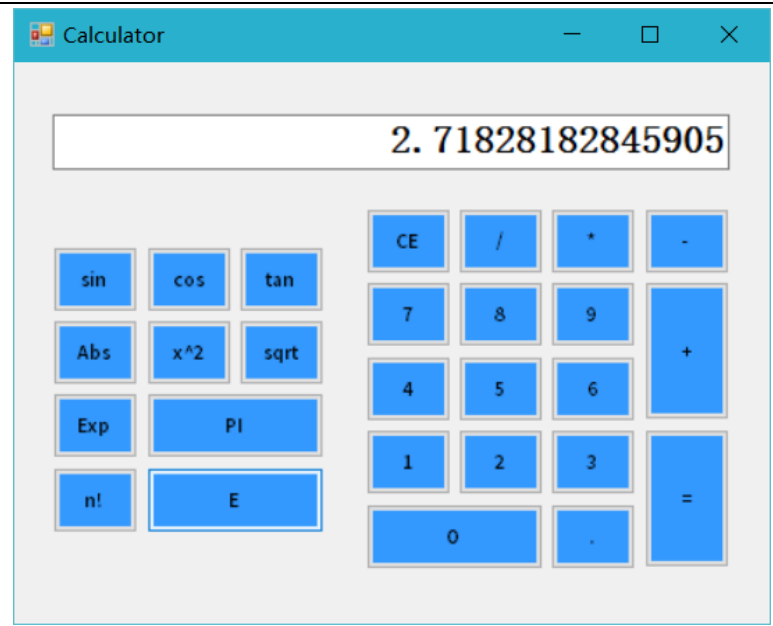 Calculator
2.71828182845905
sin cos tan
Abs x^2 sqrt
Exp PI
n! E
CE / * -
7 8 9 +
4 5 6
1 2 3 =
0 .